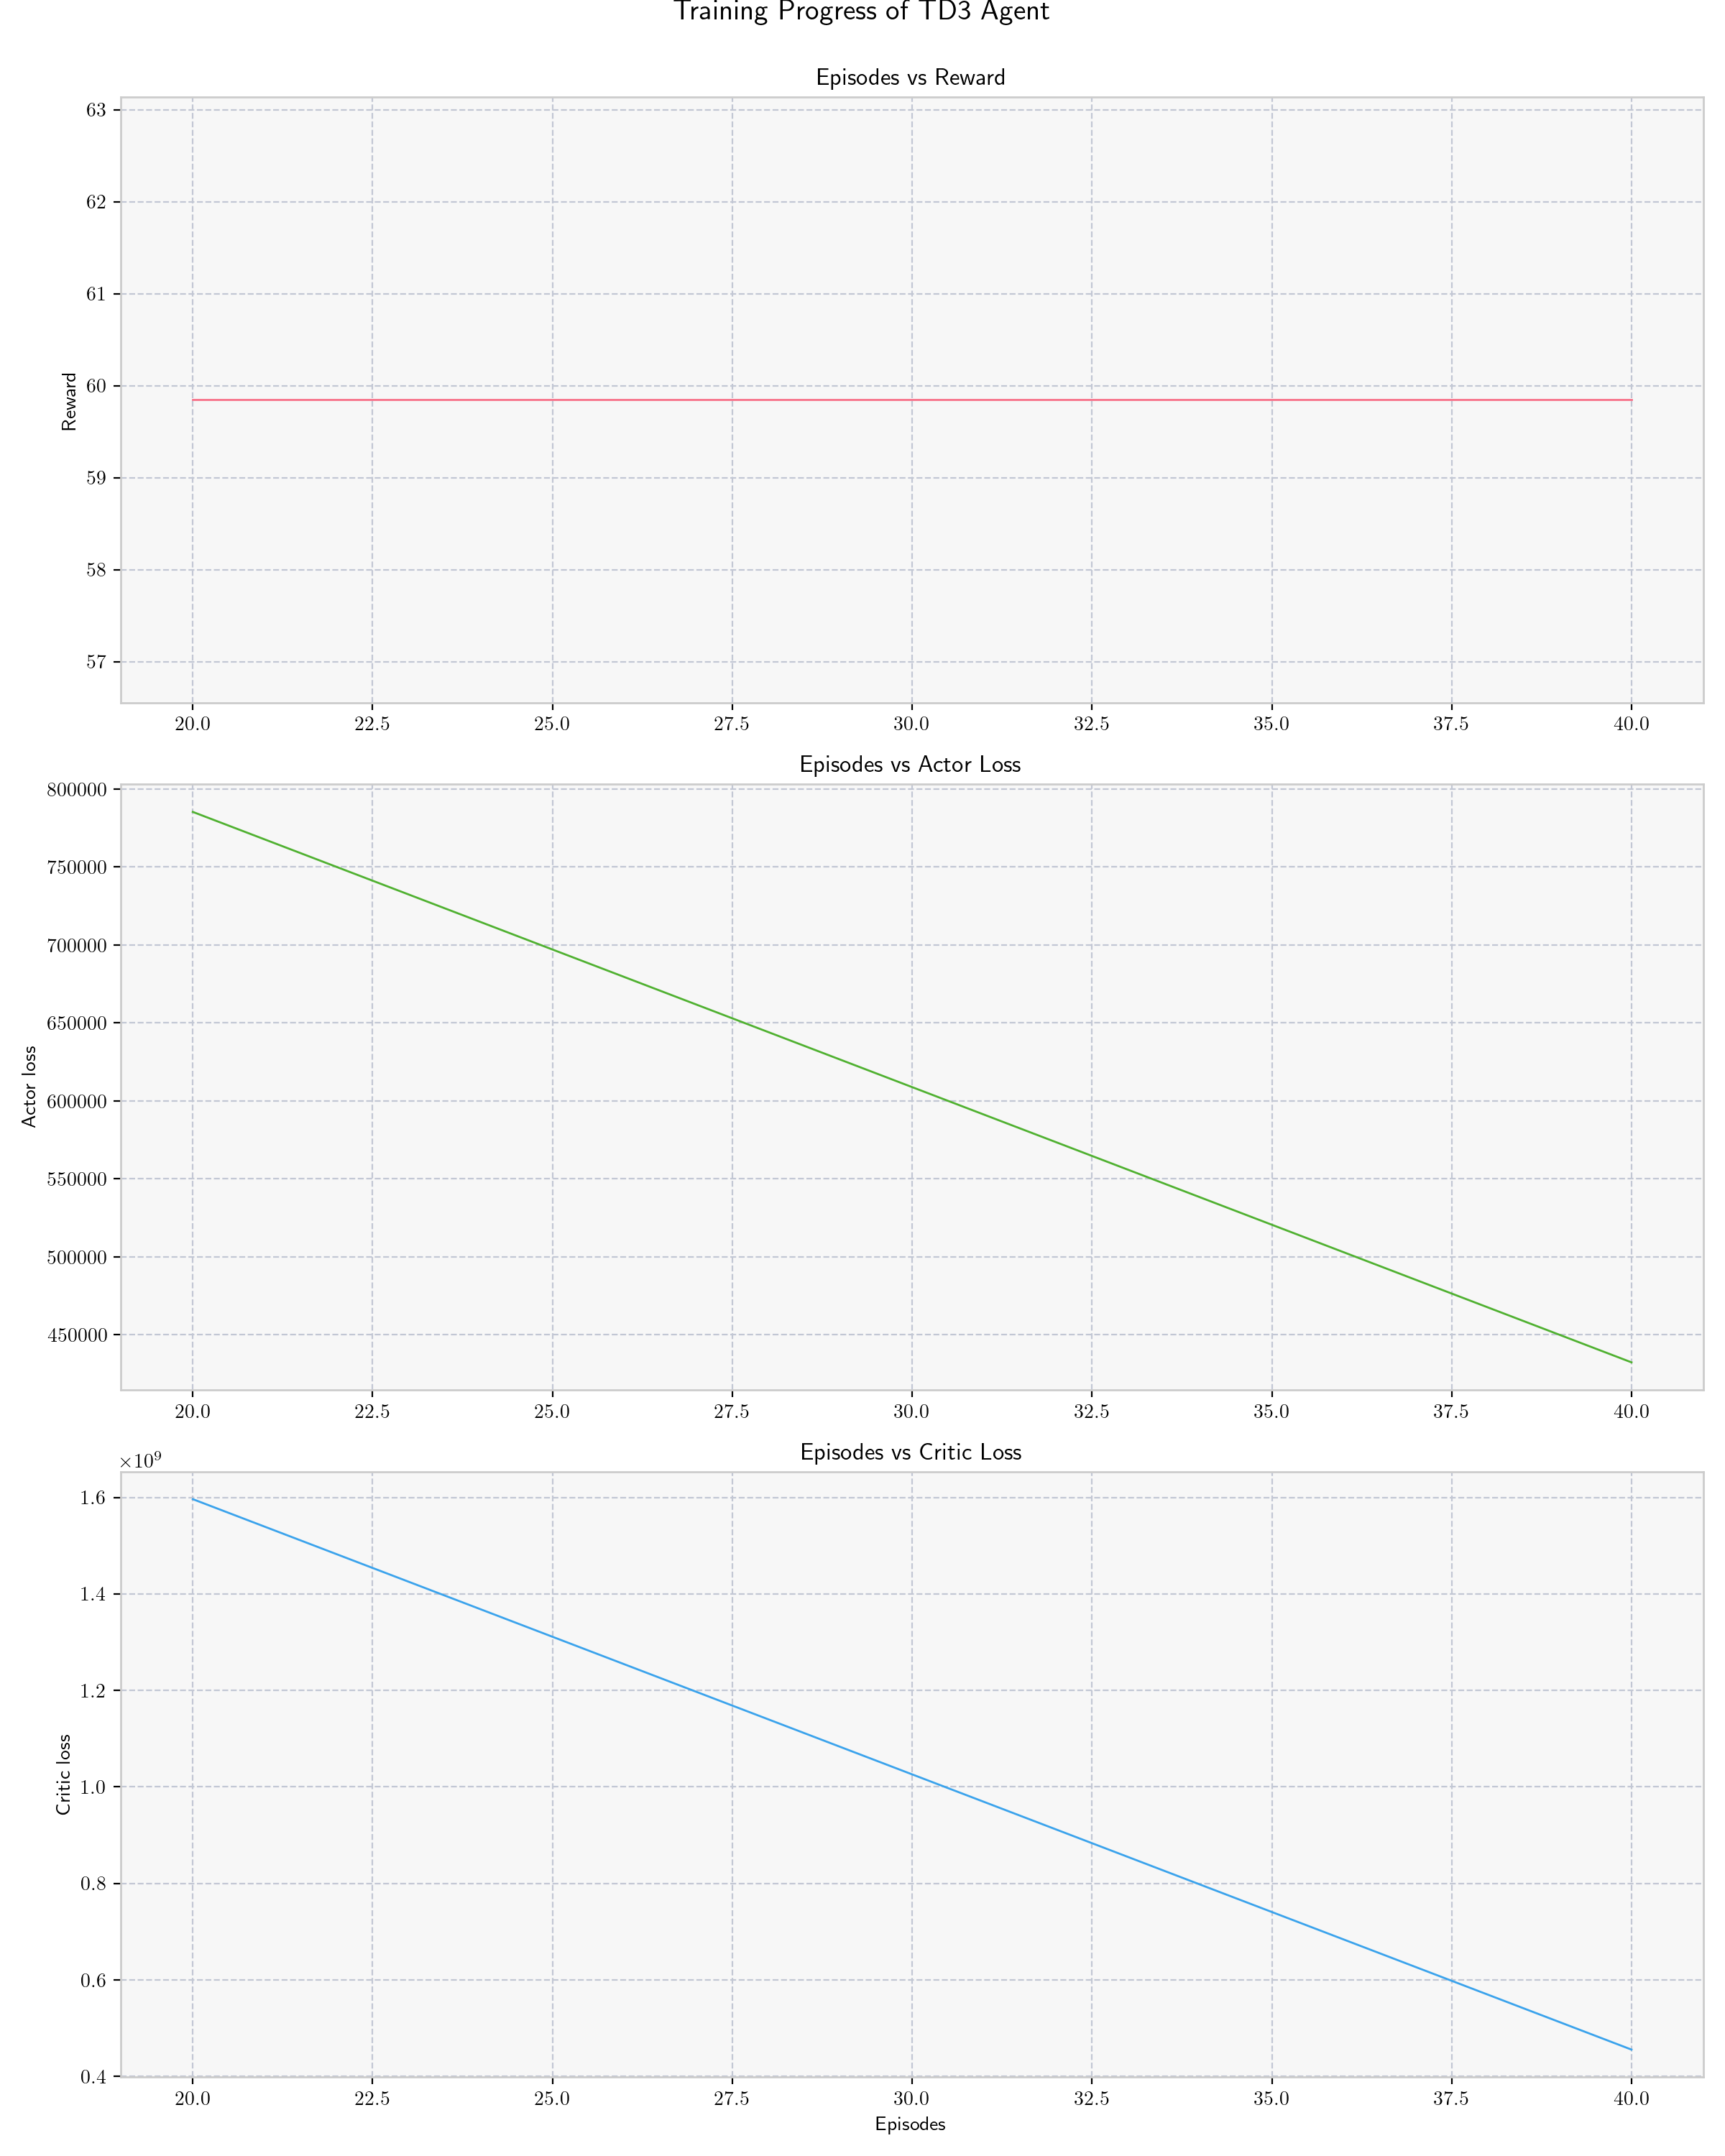 Training Progress of TD3 Agent
Episodes vs Reward
63
62
61
60
59
58
57
Reward
20.0 22.5 25.0 27.5 30.0 32.5 35.0 37.5 40.0
Episodes vs Actor Loss
800000
750000
700000
650000
600000
550000
500000
450000
Actor loss
20.0 22.5 25.0 27.5 30.0 32.5 35.0 37.5 40.0
Episodes vs Critic Loss
×10⁹
1.6
1.4
1.2
1.0
0.8
0.6
0.4
Critic loss
20.0 22.5 25.0 27.5 30.0 32.5 35.0 37.5 40.0
Episodes